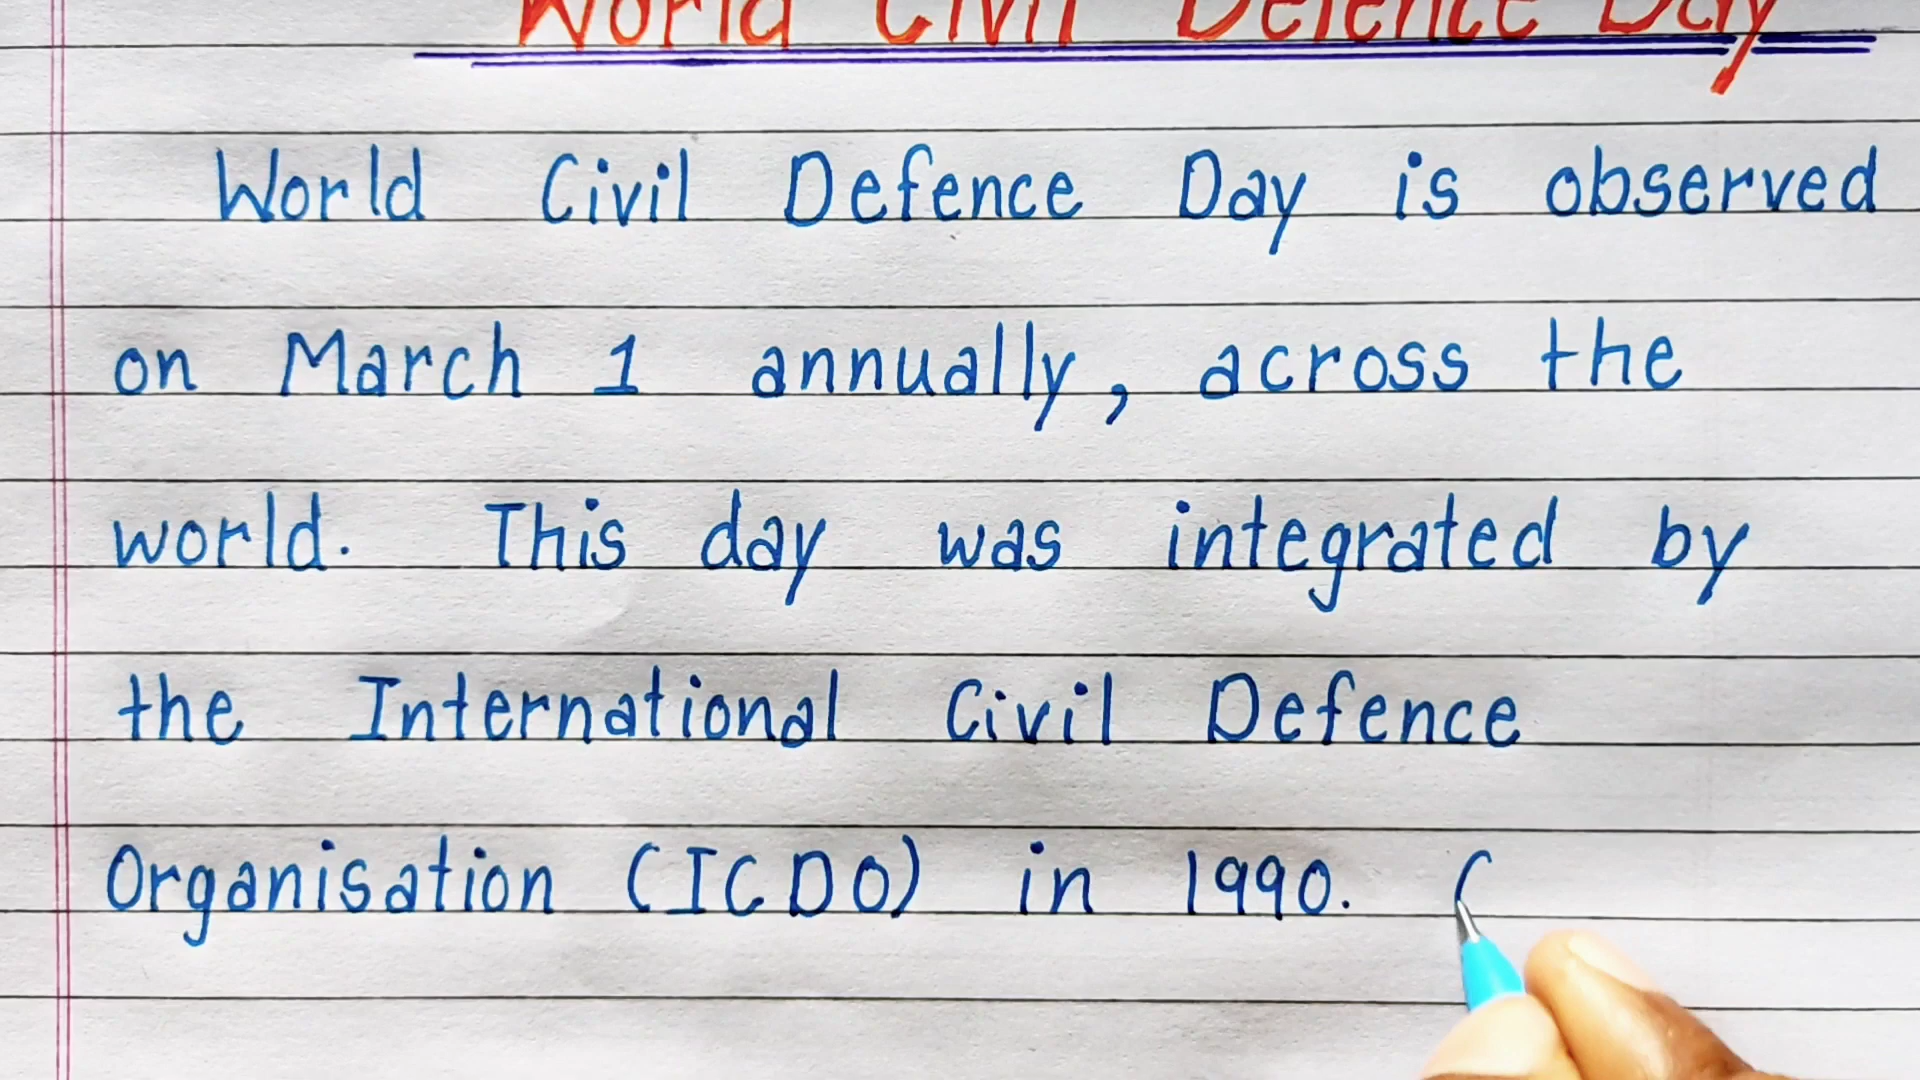 World Civil Defence Day
World Civil Defence Day is observed
on March 1 annually, across the
world. This day was integrated by
the International Civil Defence
Organisation (ICDO) in 1990.